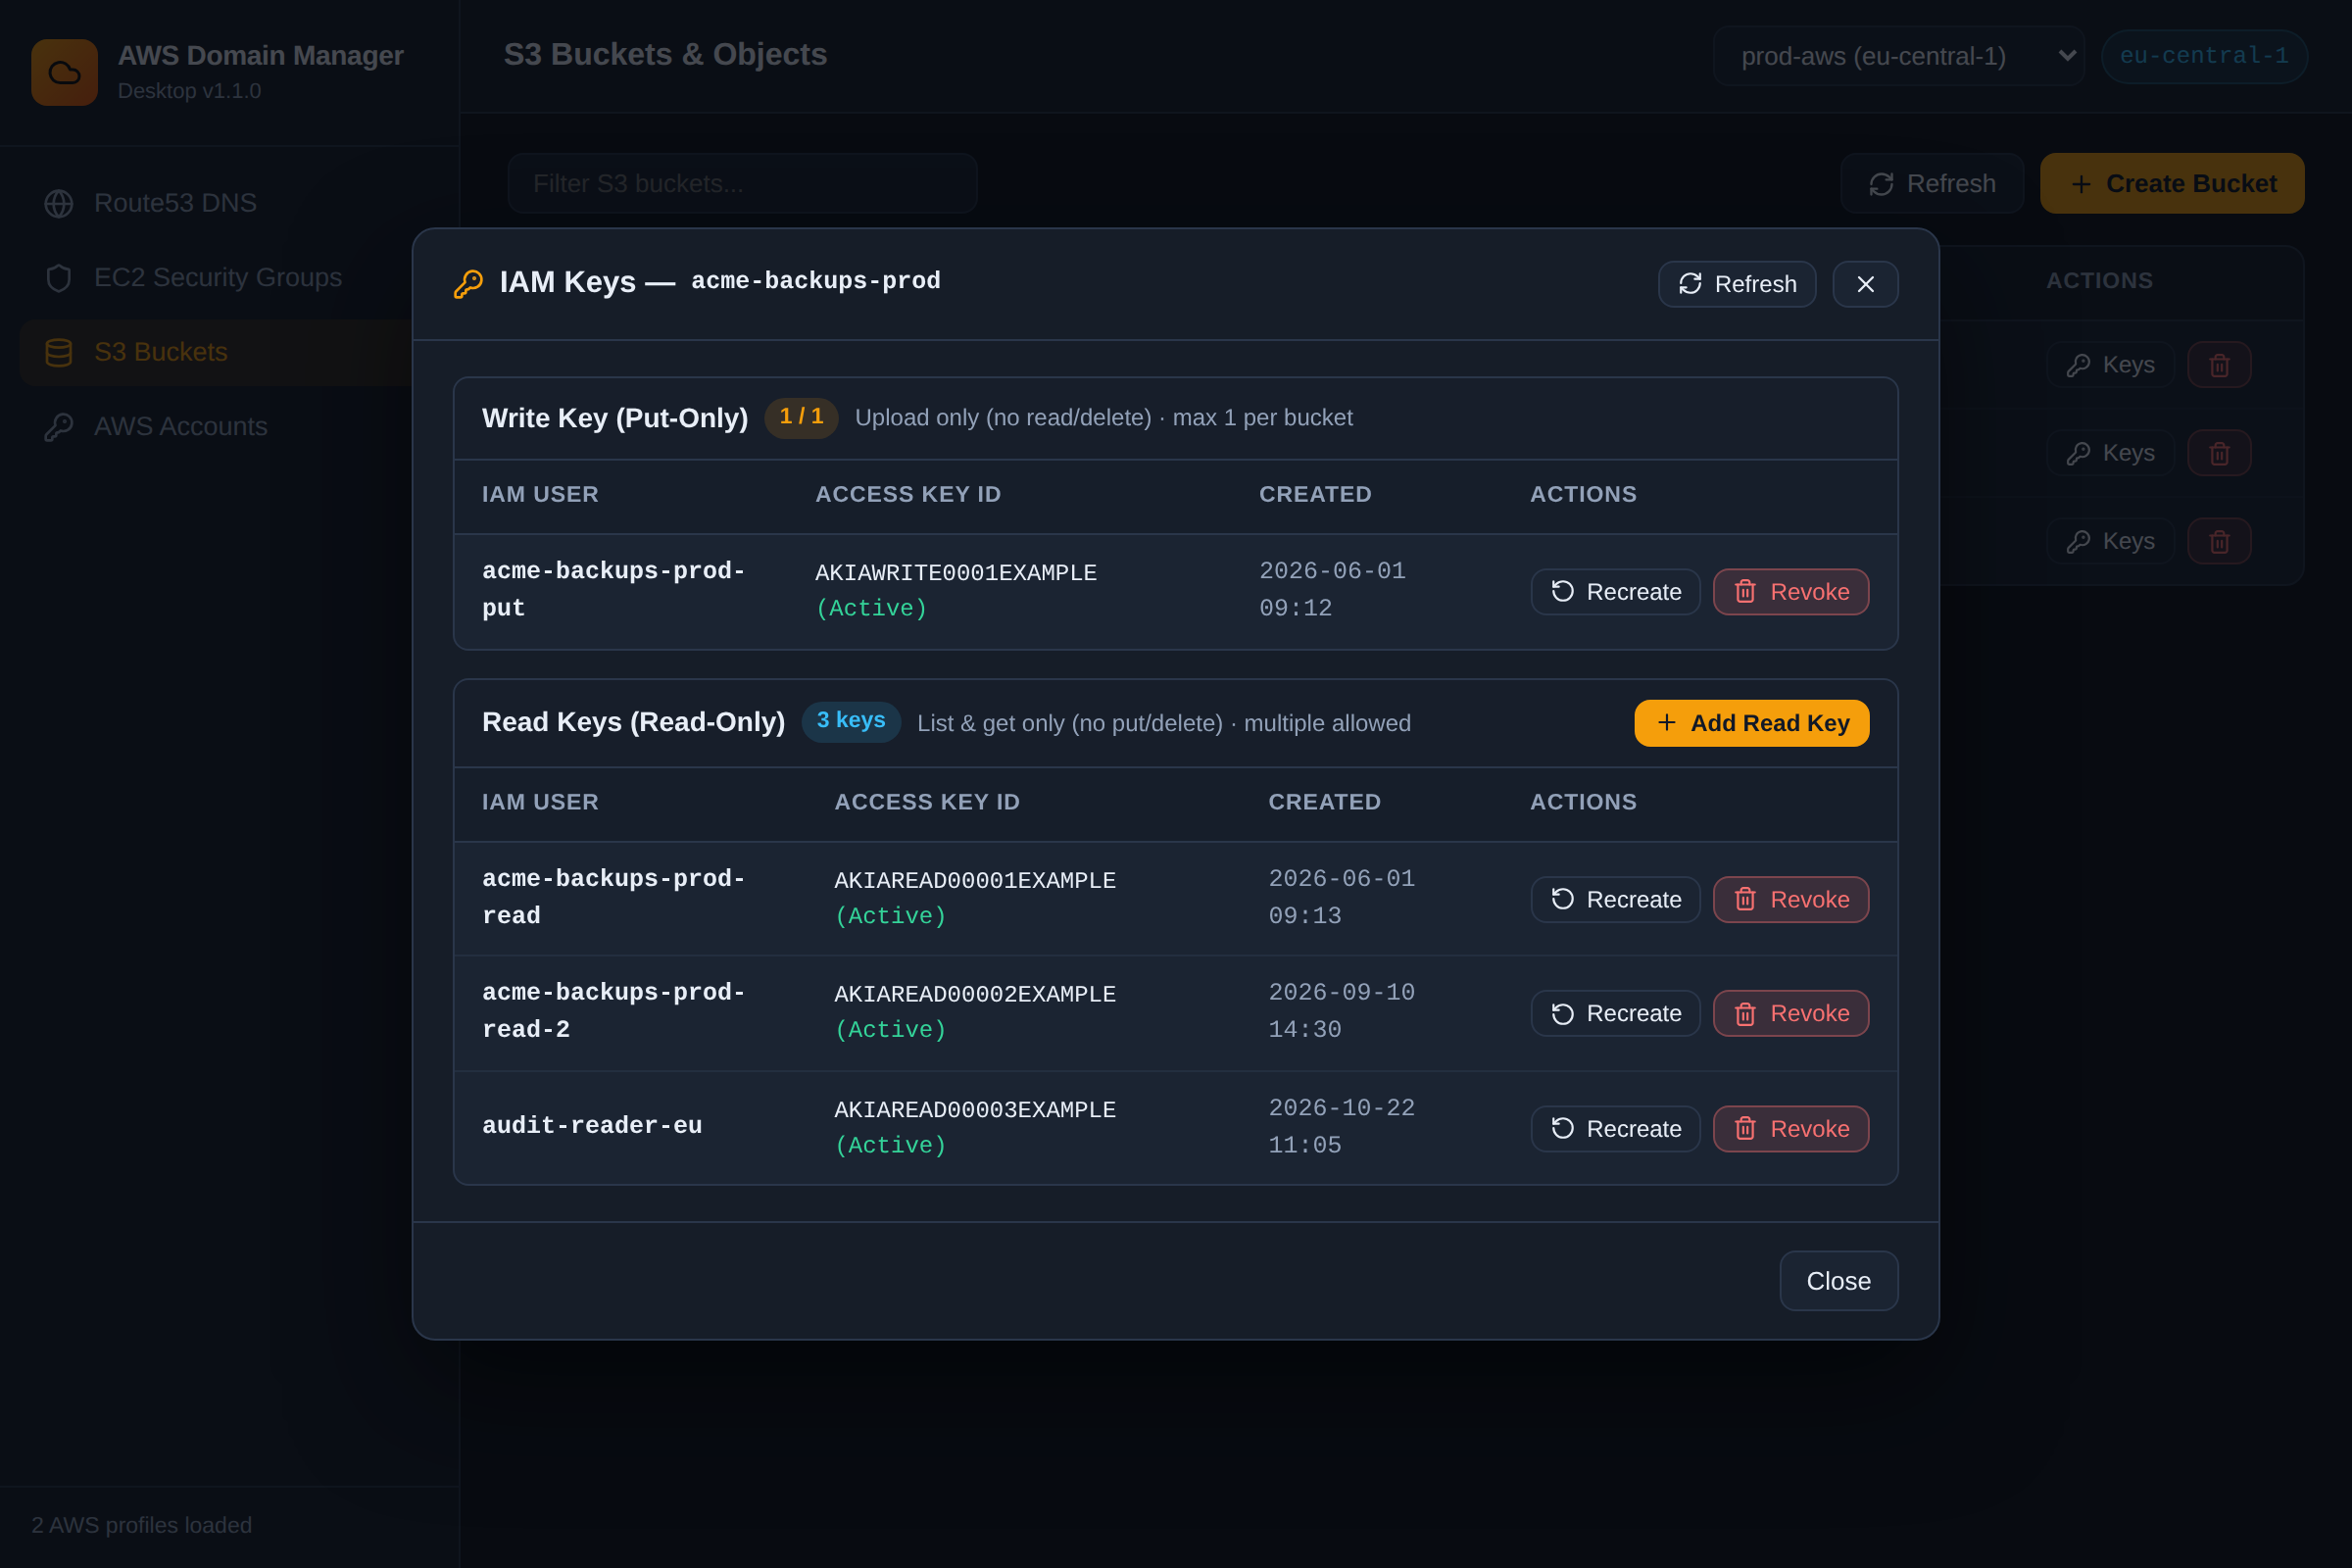 AWS Domain Manager
Desktop v1.1.0
Route53 DNS
EC2 Security Groups
S3 Buckets
AWS Accounts
2 AWS profiles loaded
S3 Buckets & Objects
prod-aws (eu-central-1)
eu-central-1
Filter S3 buckets...
Refresh
Create Bucket
ACTIONS
Keys
Keys
Keys
IAM Keys — acme-backups-prod
Refresh
Write Key (Put-Only) 1 / 1 Upload only (no read/delete) · max 1 per bucket
IAM USER ACCESS KEY ID CREATED ACTIONS
acme-backups-prod-
put
AKIAWRITE0001EXAMPLE
(Active)
2026-06-01
09:12
Recreate Revoke
Read Keys (Read-Only) 3 keys List & get only (no put/delete) · multiple allowed
Add Read Key
IAM USER ACCESS KEY ID CREATED ACTIONS
acme-backups-prod-
read
AKIAREAD00001EXAMPLE
(Active)
2026-06-01
09:13
Recreate Revoke
acme-backups-prod-
read-2
AKIAREAD00002EXAMPLE
(Active)
2026-09-10
14:30
Recreate Revoke
audit-reader-eu
AKIAREAD00003EXAMPLE
(Active)
2026-10-22
11:05
Recreate Revoke
Close